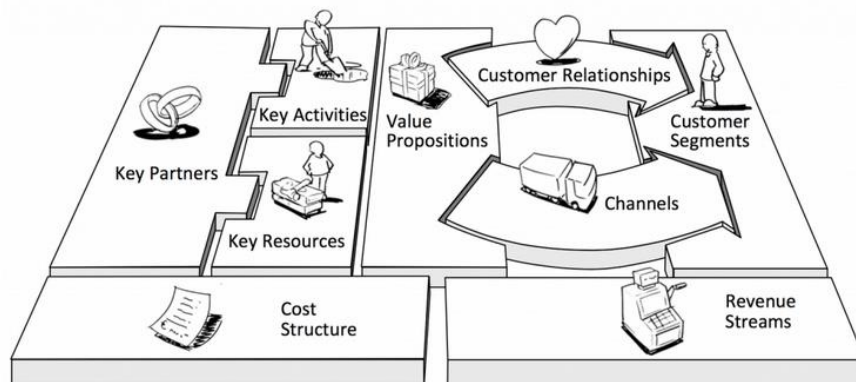 Key Partners
Key Activities
Key Resources
Value
Propositions
Customer Relationships
Channels
Customer
Segments
Cost
Structure
Revenue
Streams